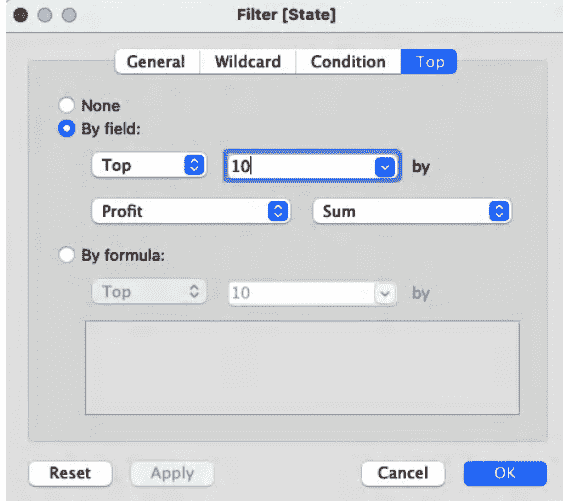 Filter [State]
General Wildcard Condition Top
None
By field:
Top 10 by
Profit Sum
By formula:
Top 10 by
Reset Apply Cancel OK